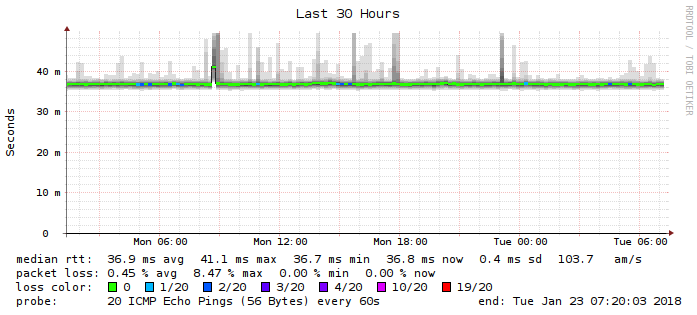 Last 30 Hours
RRDTOOL / TOBI OETIKER
Seconds
40 m
30 m
20 m
10 m
0
Mon 06:00 Mon 12:00 Mon 18:00 Tue 00:00 Tue 06:00
median rtt: 36.9 ms avg 41.1 ms max 36.7 ms min 36.8 ms now 0.4 ms sd 103.7 am/s
packet loss: 0.45 % avg 8.47 % max 0.00 % min 0.00 % now
loss color: 0 1/20 2/20 3/20 4/20 10/20 19/20
probe: 20 ICMP Echo Pings (56 Bytes) every 60s end: Tue Jan 23 07:20:03 2018